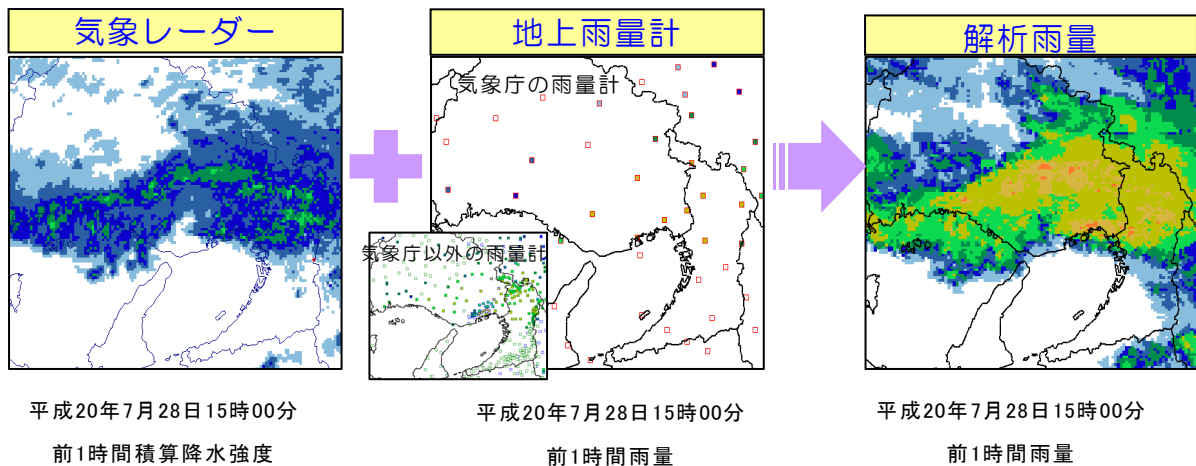 気象レーダー
地上雨量計
解析雨量
気象庁の雨量計
気象庁以外の雨量計
平成20年7月28日15時00分
前1時間積算降水強度
平成20年7月28日15時00分
前1時間雨量
平成20年7月28日15時00分
前1時間雨量